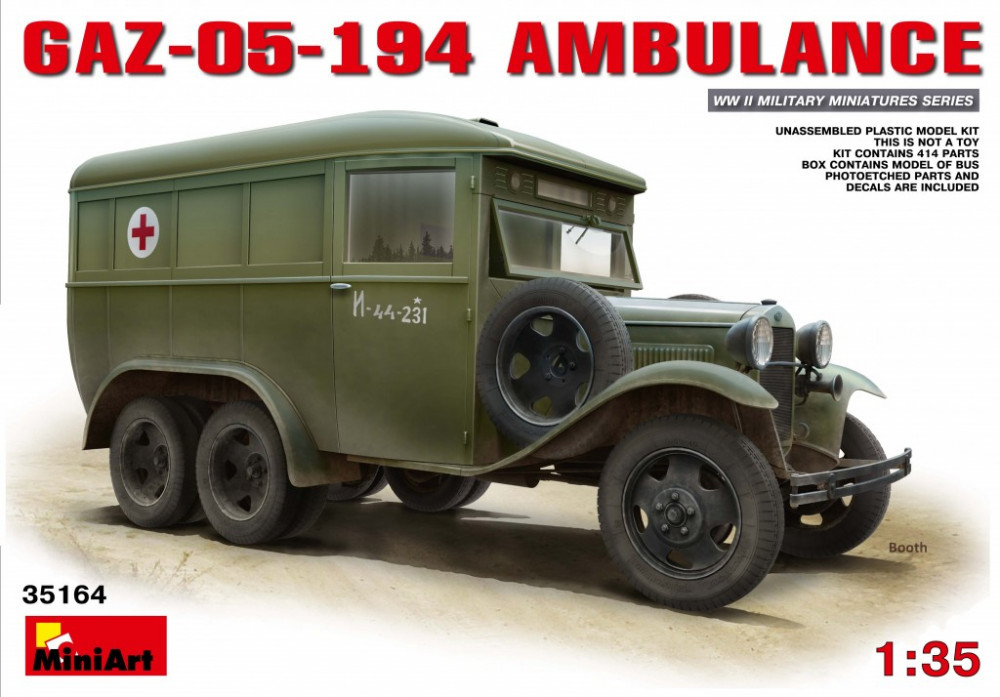 GAZ-05-194 AMBULANCE
WW II MILITARY MINIATURES SERIES
UNASSEMBLED PLASTIC MODEL KIT
THIS IS NOT A TOY
KIT CONTAINS 414 PARTS
BOX CONTAINS MODEL OF BUS
PHOTOETCHED PARTS AND
DECALS ARE INCLUDED
И-44-231
Booth
35164
MiniArt
1:35